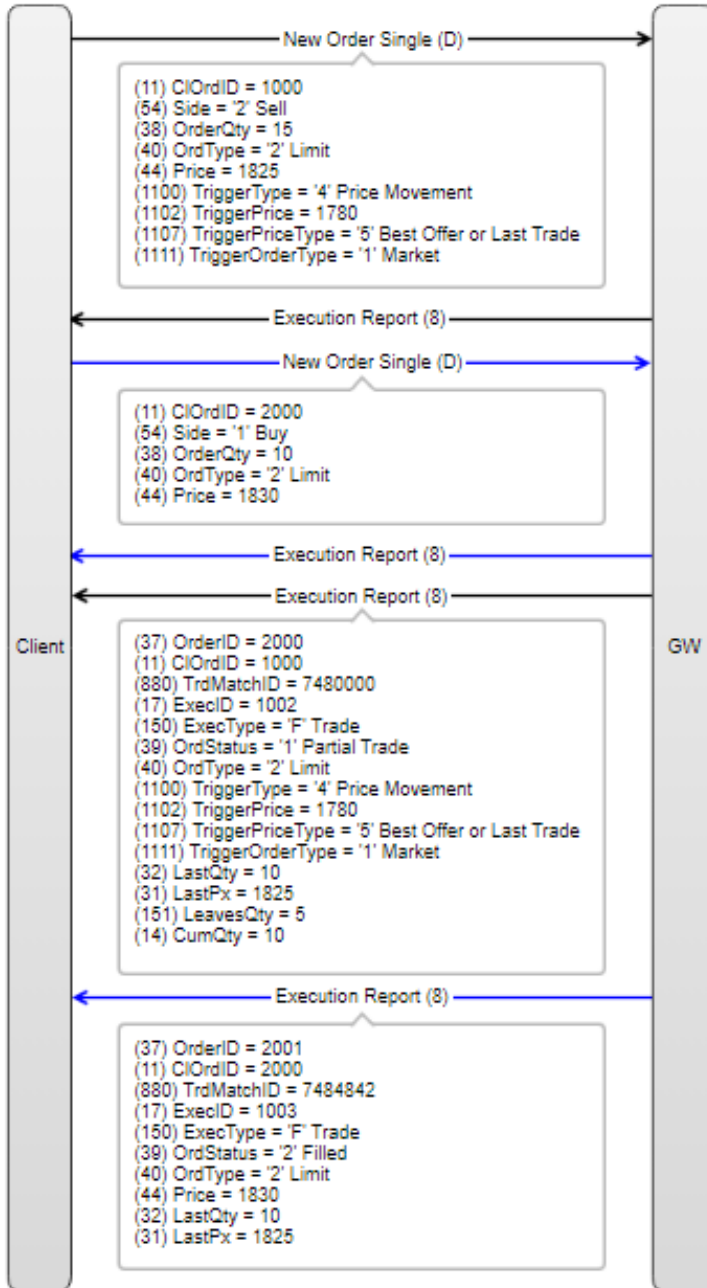 New Order Single (D)
(11) ClOrdID = 1000
(54) Side = '2' Sell
(38) OrderQty = 15
(40) OrdType = '2' Limit
(44) Price = 1825
(1100) TriggerType = '4' Price Movement
(1102) TriggerPrice = 1780
(1107) TriggerPriceType = '5' Best Offer or Last Trade
(1111) TriggerOrderType = '1' Market
Execution Report (8)
New Order Single (D)
(11) ClOrdID = 2000
(54) Side = '1' Buy
(38) OrderQty = 10
(40) OrdType = '2' Limit
(44) Price = 1830
Execution Report (8)
Execution Report (8)
Client
GW
(37) OrderID = 2000
(11) ClOrdID = 1000
(880) TrdMatchID = 7480000
(17) ExecID = 1002
(150) ExecType = 'F' Trade
(39) OrdStatus = '1' Partial Trade
(40) OrdType = '2' Limit
(1100) TriggerType = '4' Price Movement
(1102) TriggerPrice = 1780
(1107) TriggerPriceType = '5' Best Offer or Last Trade
(1111) TriggerOrderType = '1' Market
(32) LastQty = 10
(31) LastPx = 1825
(151) LeavesQty = 5
(14) CumQty = 10
Execution Report (8)
(37) OrderID = 2001
(11) ClOrdID = 2000
(880) TrdMatchID = 7484842
(17) ExecID = 1003
(150) ExecType = 'F' Trade
(39) OrdStatus = '2' Filled
(40) OrdType = '2' Limit
(44) Price = 1830
(32) LastQty = 10
(31) LastPx = 1825